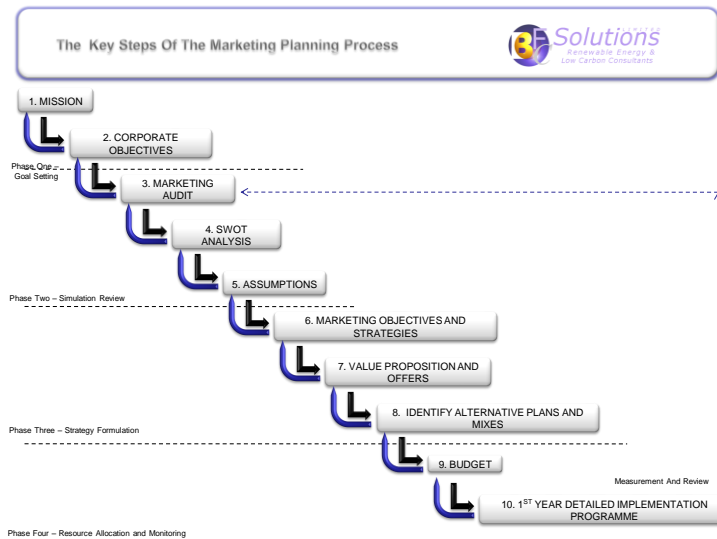 The Key Steps Of The Marketing Planning Process
LIMITED
BFC Solutions
Renewable Energy &
Low Carbon Consultants
1. MISSION
2. CORPORATE
OBJECTIVES
Phase One –
Goal Setting
3. MARKETING
AUDIT
4. SWOT
ANALYSIS
5. ASSUMPTIONS
Phase Two – Simulation Review
6. MARKETING OBJECTIVES AND
STRATEGIES
7. VALUE PROPOSITION AND
OFFERS
8. IDENTIFY ALTERNATIVE PLANS AND
MIXES
Phase Three – Strategy Formulation
9. BUDGET
Measurement And Review
10. 1ST YEAR DETAILED IMPLEMENTATION
PROGRAMME
Phase Four – Resource Allocation and Monitoring